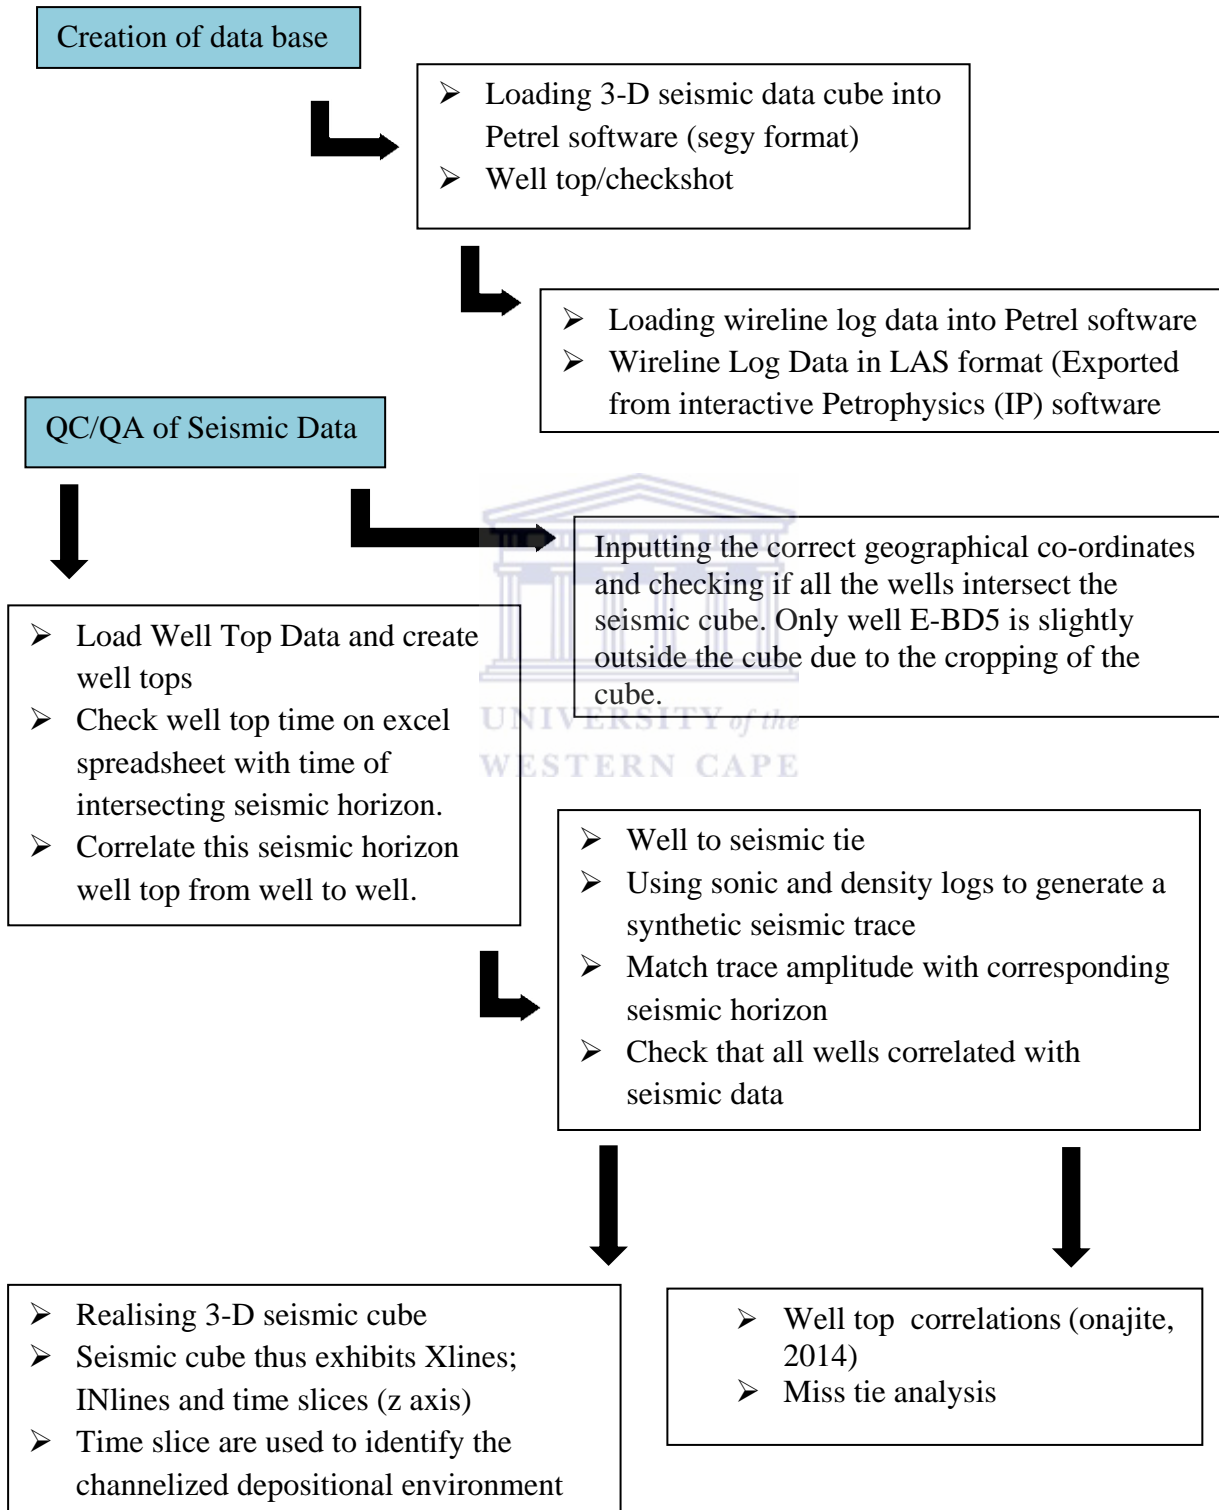 Creation of data base
➢ Loading 3-D seismic data cube into
Petrel software (segy format)
➢ Well top/checkshot
➢ Loading wireline log data into Petrel software
➢ Wireline Log Data in LAS format (Exported
from interactive Petrophysics (IP) software
QC/QA of Seismic Data
Inputting the correct geographical co-ordinates
and checking if all the wells intersect the
seismic cube. Only well E-BD5 is slightly
outside the cube due to the cropping of the
cube.
➢ Load Well Top Data and create
well tops
➢ Check well top time on excel
spreadsheet with time of
intersecting seismic horizon.
➢ Correlate this seismic horizon
well top from well to well.
UNIVERSITY of the
WESTERN CAPE
➢ Well to seismic tie
➢ Using sonic and density logs to generate a
synthetic seismic trace
➢ Match trace amplitude with corresponding
seismic horizon
➢ Check that all wells correlated with
seismic data
➢ Realising 3-D seismic cube
➢ Seismic cube thus exhibits Xlines;
INlines and time slices (z axis)
➢ Time slice are used to identify the
channelized depositional environment
➢ Well top correlations (onajite,
2014)
➢ Miss tie analysis